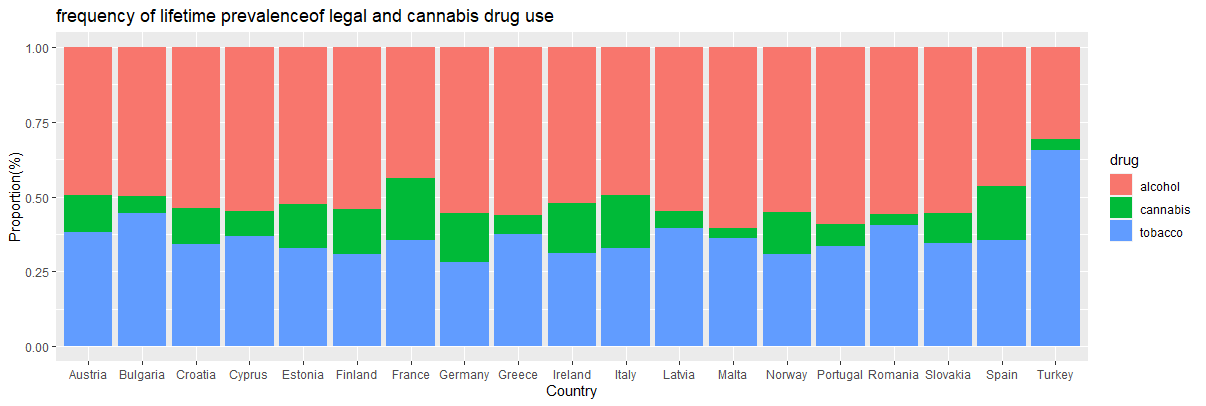 frequency of lifetime prevalenceof legal and cannabis drug use
Proportion(%)
1.00
0.75
0.50
0.25
0.00
Austria Bulgaria Croatia Cyprus Estonia Finland France Germany Greece Ireland Italy Latvia Malta Norway Portugal Romania Slovakia Spain Turkey
Country
drug
alcohol
cannabis
tobacco